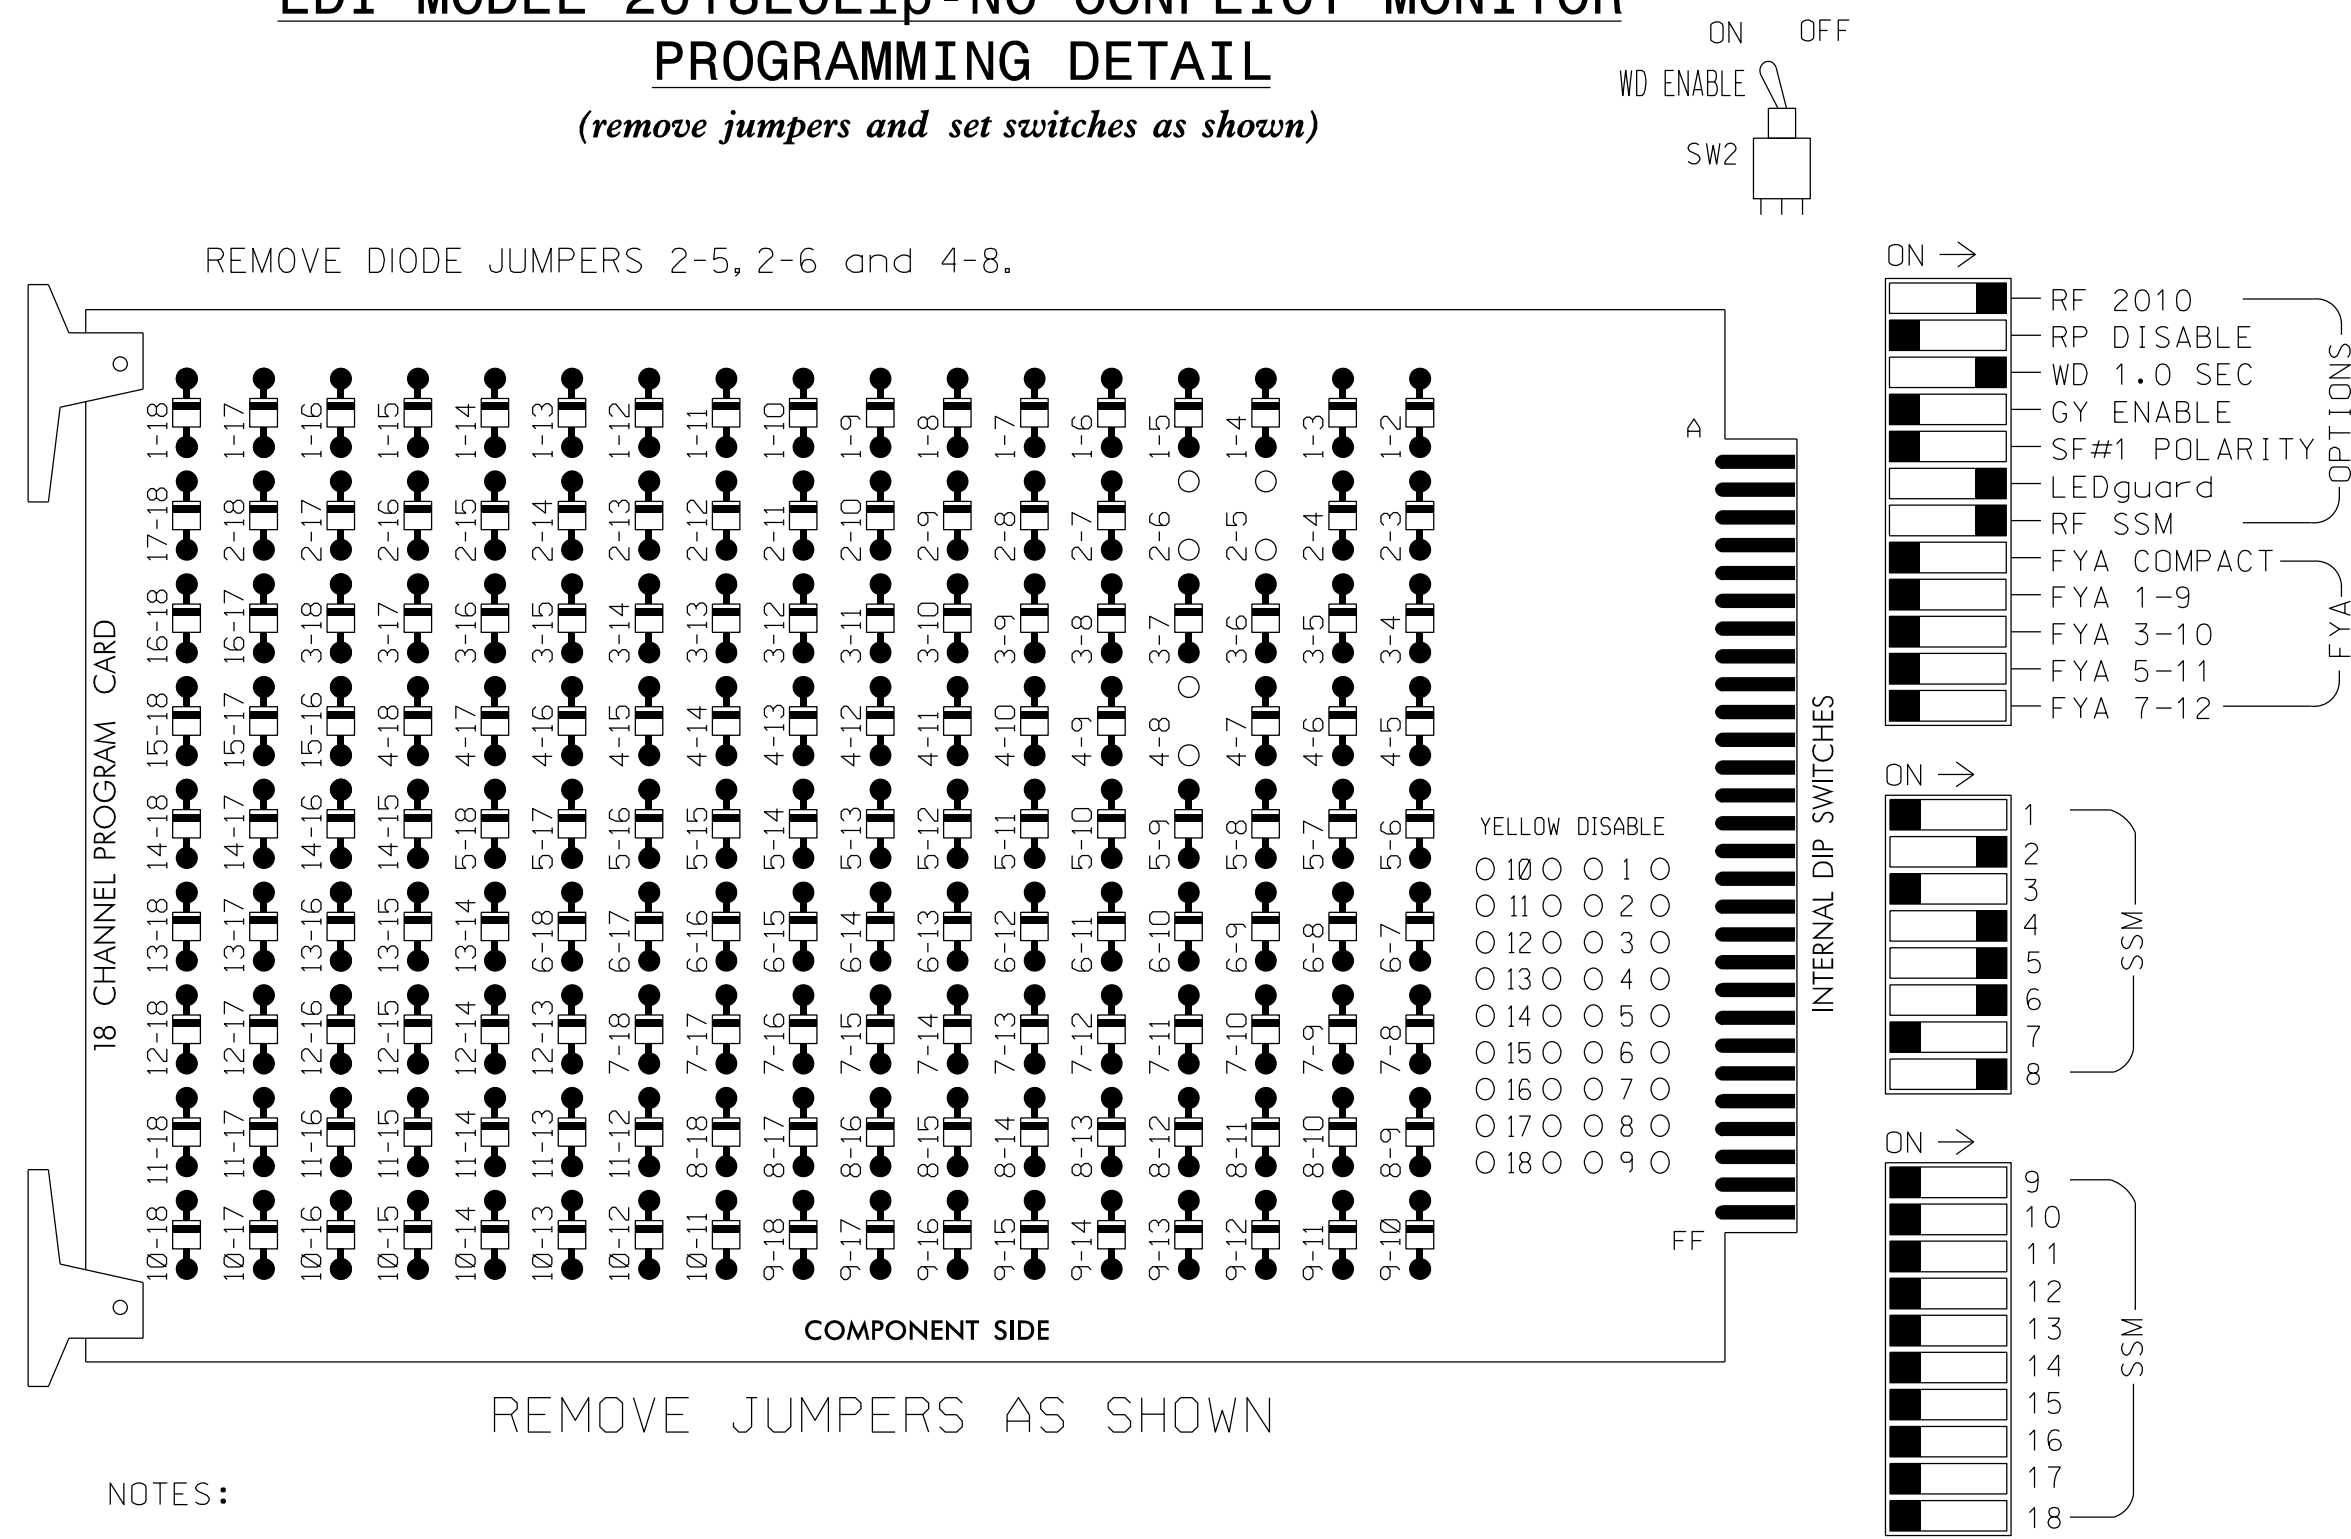 EDI MODEL 2018ECLip-NC CONFLICT MONITOR
PROGRAMMING DETAIL
(remove jumpers and set switches as shown)
ON OFF
WD ENABLE
SW2
REMOVE DIODE JUMPERS 2-5, 2-6 and 4-8.
18 CHANNEL PROGRAM CARD
1-18 1-17 1-16 1-15 1-14 1-13 1-12 1-11 1-10 1-9 1-8 1-7 1-6 1-5 1-4 1-3 1-2
17-18 2-18 2-17 2-16 2-15 2-14 2-13 2-12 2-11 2-10 2-9 2-8 2-7 2-6 2-5 2-4 2-3
16-18 16-17 3-18 3-17 3-16 3-15 3-14 3-13 3-12 3-11 3-10 3-9 3-8 3-7 3-6 3-5 3-4
15-18 15-17 15-16 4-18 4-17 4-16 4-15 4-14 4-13 4-12 4-11 4-10 4-9 4-8 4-7 4-6 4-5
14-18 14-17 14-16 14-15 5-18 5-17 5-16 5-15 5-14 5-13 5-12 5-11 5-10 5-9 5-8 5-7 5-6
13-18 13-17 13-16 13-15 13-14 6-18 6-17 6-16 6-15 6-14 6-13 6-12 6-11 6-10 6-9 6-8 6-7
12-18 12-17 12-16 12-15 12-14 12-13 7-18 7-17 7-16 7-15 7-14 7-13 7-12 7-11 7-10 7-9 7-8
11-18 11-17 11-16 11-15 11-14 11-13 11-12 8-18 8-17 8-16 8-15 8-14 8-13 8-12 8-11 8-10 8-9
10-18 10-17 10-16 10-15 10-14 10-13 10-12 10-11 9-18 9-17 9-16 9-15 9-14 9-13 9-12 9-11 9-10
A
YELLOW DISABLE
10 1
11 2
12 3
13 4
14 5
15 6
16 7
17 8
18 9
FF
COMPONENT SIDE
INTERNAL DIP SWITCHES
ON
RF 2010
RP DISABLE
WD 1.0 SEC
GY ENABLE
SF#1 POLARITY
LEDguard
RF SSM
OPTIONS
FYA COMPACT
FYA 1-9
FYA 3-10
FYA 5-11
FYA 7-12
FYA
ON
1
2
3
4
5
6
7
8
SSM
ON
9
10
11
12
13
14
15
16
17
18
SSM
REMOVE JUMPERS AS SHOWN
NOTES: